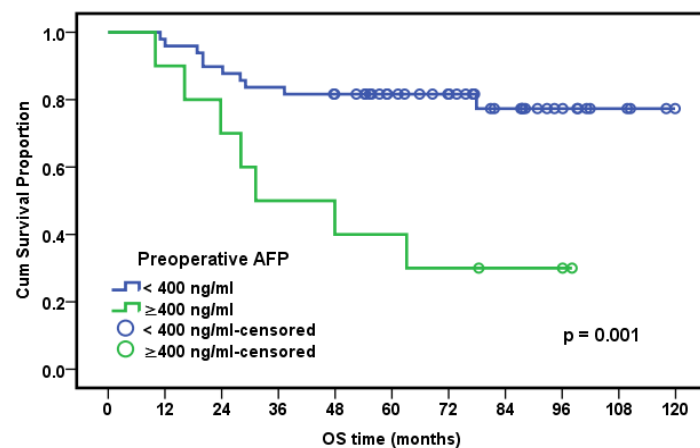 1.0
0.8
0.6
0.4
0.2
0.0
Cum Survival Proportion
Preoperative AFP
< 400 ng/ml
≥400 ng/ml
< 400 ng/ml-censored
≥400 ng/ml-censored
p = 0.001
0 12 24 36 48 60 72 84 96 108 120
OS time (months)